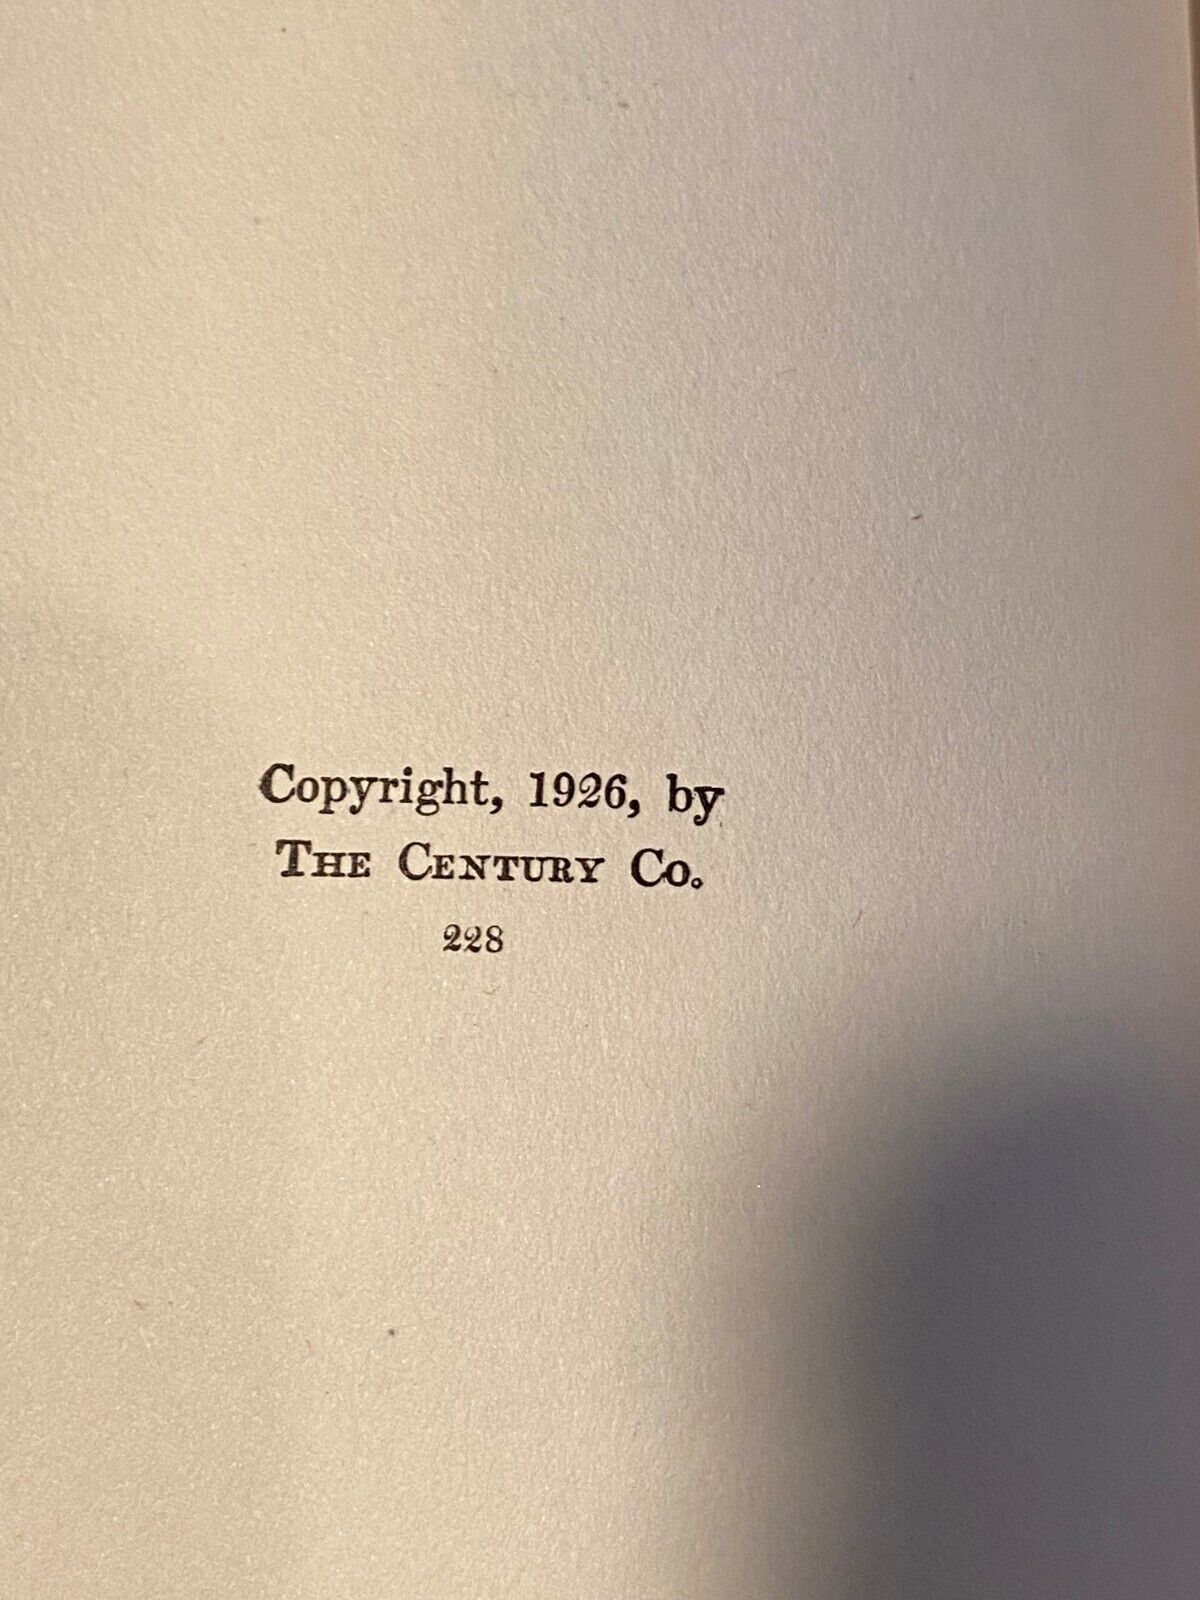 Copyright, 1926, by
THE CENTURY Co.
228